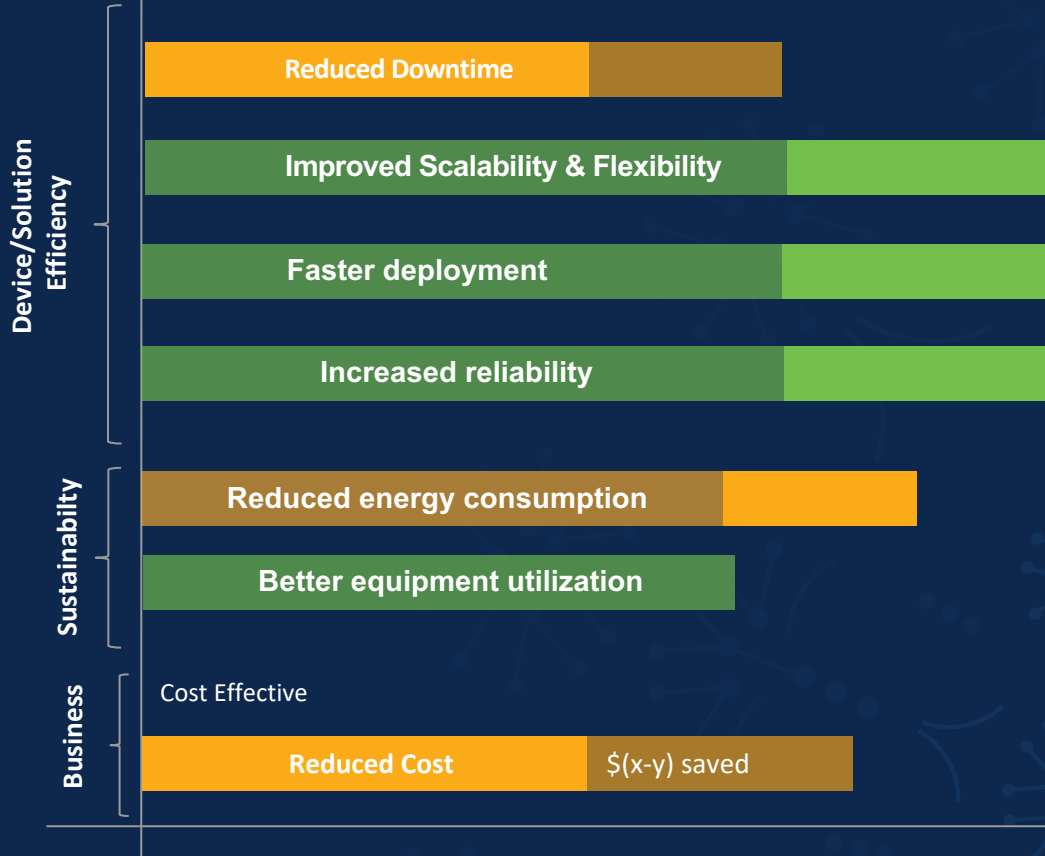 Device/Solution
Efficiency
Reduced Downtime
Improved Scalability & Flexibility
Faster deployment
Increased reliability
Sustainabilty
Reduced energy consumption
Better equipment utilization
Business
Cost Effective
Reduced Cost
$(x-y) saved